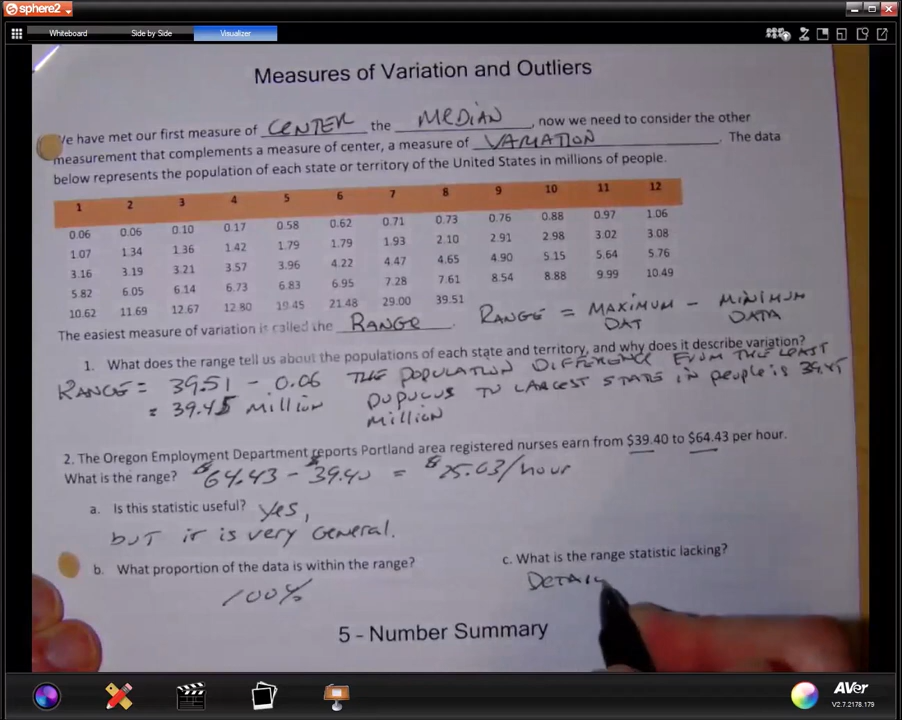 sphere2
Whiteboard Side by Side Visualizer
Measures of Variation and Outliers
We have met our first measure of CENTER the MEDIAN, now we need to consider the other
measurement that complements a measure of center, a measure of VARIATION. The data
below represents the population of each state or territory of the United States in millions of people.
1 2 3 4 5 6 7 8 9 10 11 12
0.06 0.06 0.10 0.17 0.58 0.62 0.71 0.73 0.76 0.88 0.97 1.06
1.07 1.34 1.36 1.42 1.79 1.79 1.93 2.10 2.91 2.98 3.02 3.08
3.16 3.19 3.21 3.57 3.96 4.22 4.47 4.65 4.90 5.15 5.64 5.76
5.82 6.05 6.14 6.73 6.83 6.95 7.28 7.61 8.54 8.88 9.99 10.49
10.62 11.69 12.67 12.80 19.45 21.48 29.00 39.51
The easiest measure of variation is called the RANGE. RANGE = MAXIMUM DAT - MINIMUM DATA
1. What does the range tell us about the populations of each state and territory, and why does it describe variation?
RANGE = 39.51 - 0.06 THE POPULATION DIFFERENCE FROM THE LEAST
= 39.45 Million PUPULUS TO LARGEST STATE IN people is 39.45
Million
2. The Oregon Employment Department reports Portland area registered nurses earn from $39.40 to $64.43 per hour.
What is the range? $64.43 - $39.40 = $25.03/hour
a. Is this statistic useful? yes,
but it is very general.
b. What proportion of the data is within the range?
100%
c. What is the range statistic lacking?
DETAIL
5 - Number Summary
AVer
V2.7.2178.179